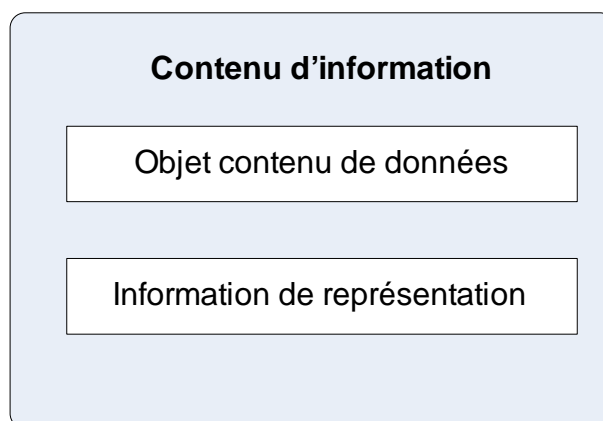 Contenu d’information
Objet contenu de données
Information de représentation